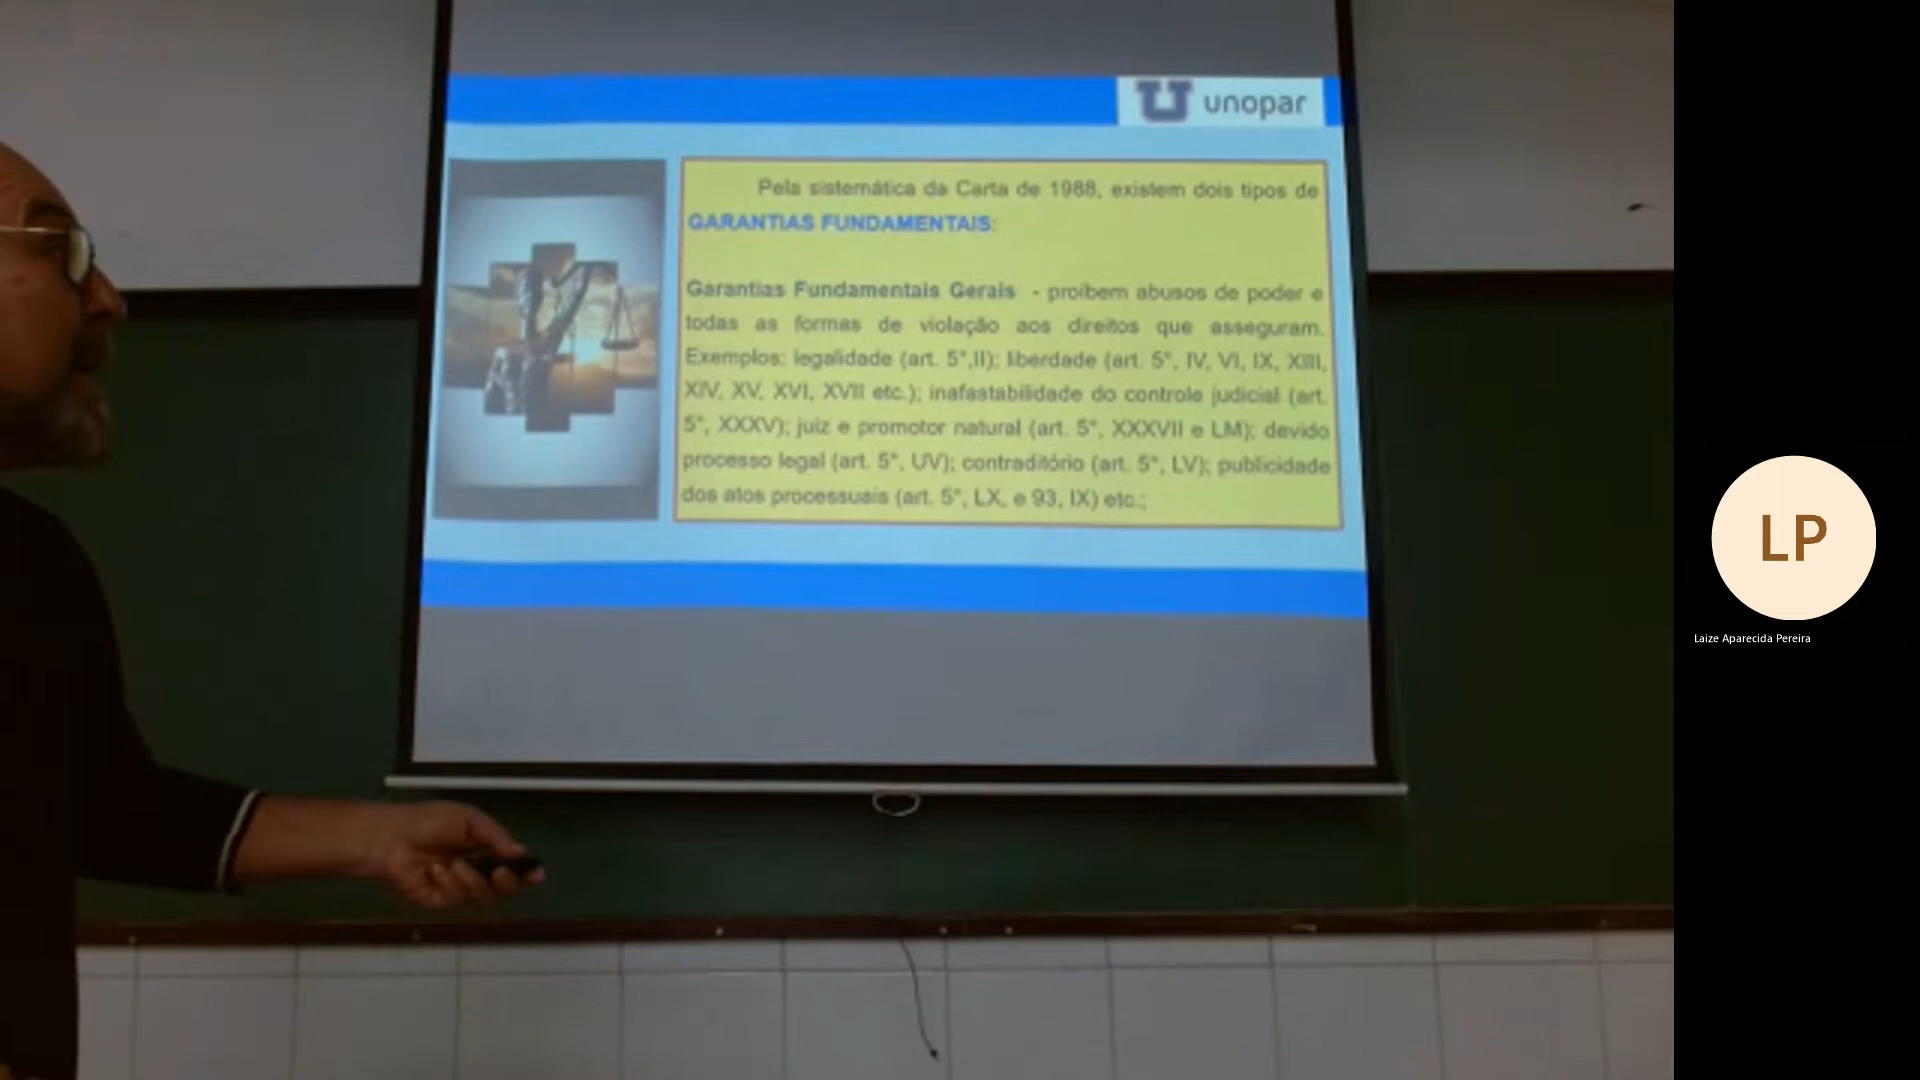 unopar
Pela sistemática da Carta de 1988, existem dois tipos de
GARANTIAS FUNDAMENTAIS:
Garantias Fundamentais Gerais - proíbem abusos de poder e
todas as formas de violação aos direitos que asseguram.
Exemplos: legalidade (art. 5°,II); liberdade (art. 5°, IV, VI, IX, XIII,
XIV, XV, XVI, XVII etc.); inafastabilidade do controle judicial (art.
5°, XXXV); juiz e promotor natural (art. 5°, XXXVII e LM); devido
processo legal (art. 5°, UV); contraditório (art. 5°, LV); publicidade
dos atos processuais (art. 5°, LX, e 93, IX) etc.;
LP
Laize Aparecida Pereira